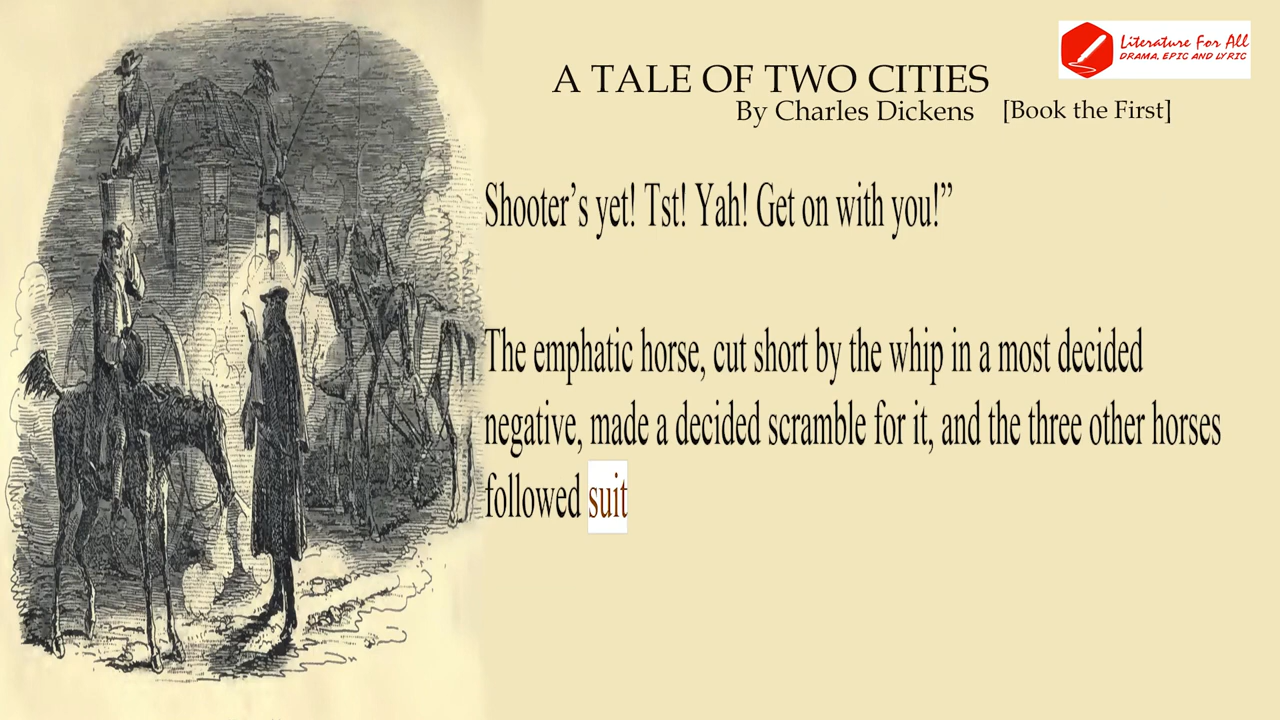 Literature For All
DRAMA, EPIC AND LYRIC
A TALE OF TWO CITIES
By Charles Dickens [Book the First]
Shooter’s yet! Tst! Yah! Get on with you!”
The emphatic horse, cut short by the whip in a most decided
negative, made a decided scramble for it, and the three other horses
followed suit